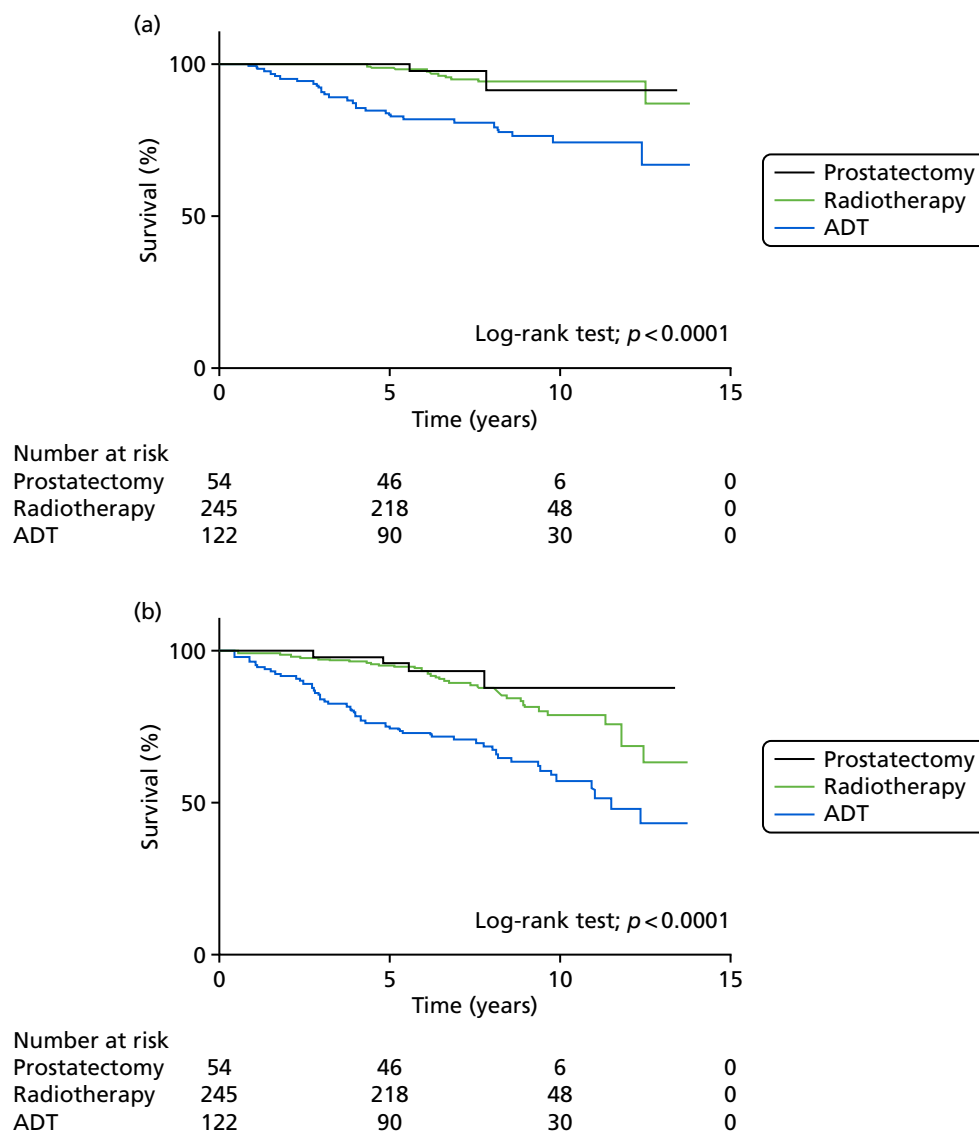 (a)
100
50
0
Survival (%)
Prostatectomy
Radiotherapy
ADT
Log-rank test; p<0.0001
0 5 10 15
Time (years)
Number at risk
Prostatectomy 54 46 6 0
Radiotherapy 245 218 48 0
ADT 122 90 30 0
(b)
100
50
0
Survival (%)
Prostatectomy
Radiotherapy
ADT
Log-rank test; p<0.0001
0 5 10 15
Time (years)
Number at risk
Prostatectomy 54 46 6 0
Radiotherapy 245 218 48 0
ADT 122 90 30 0